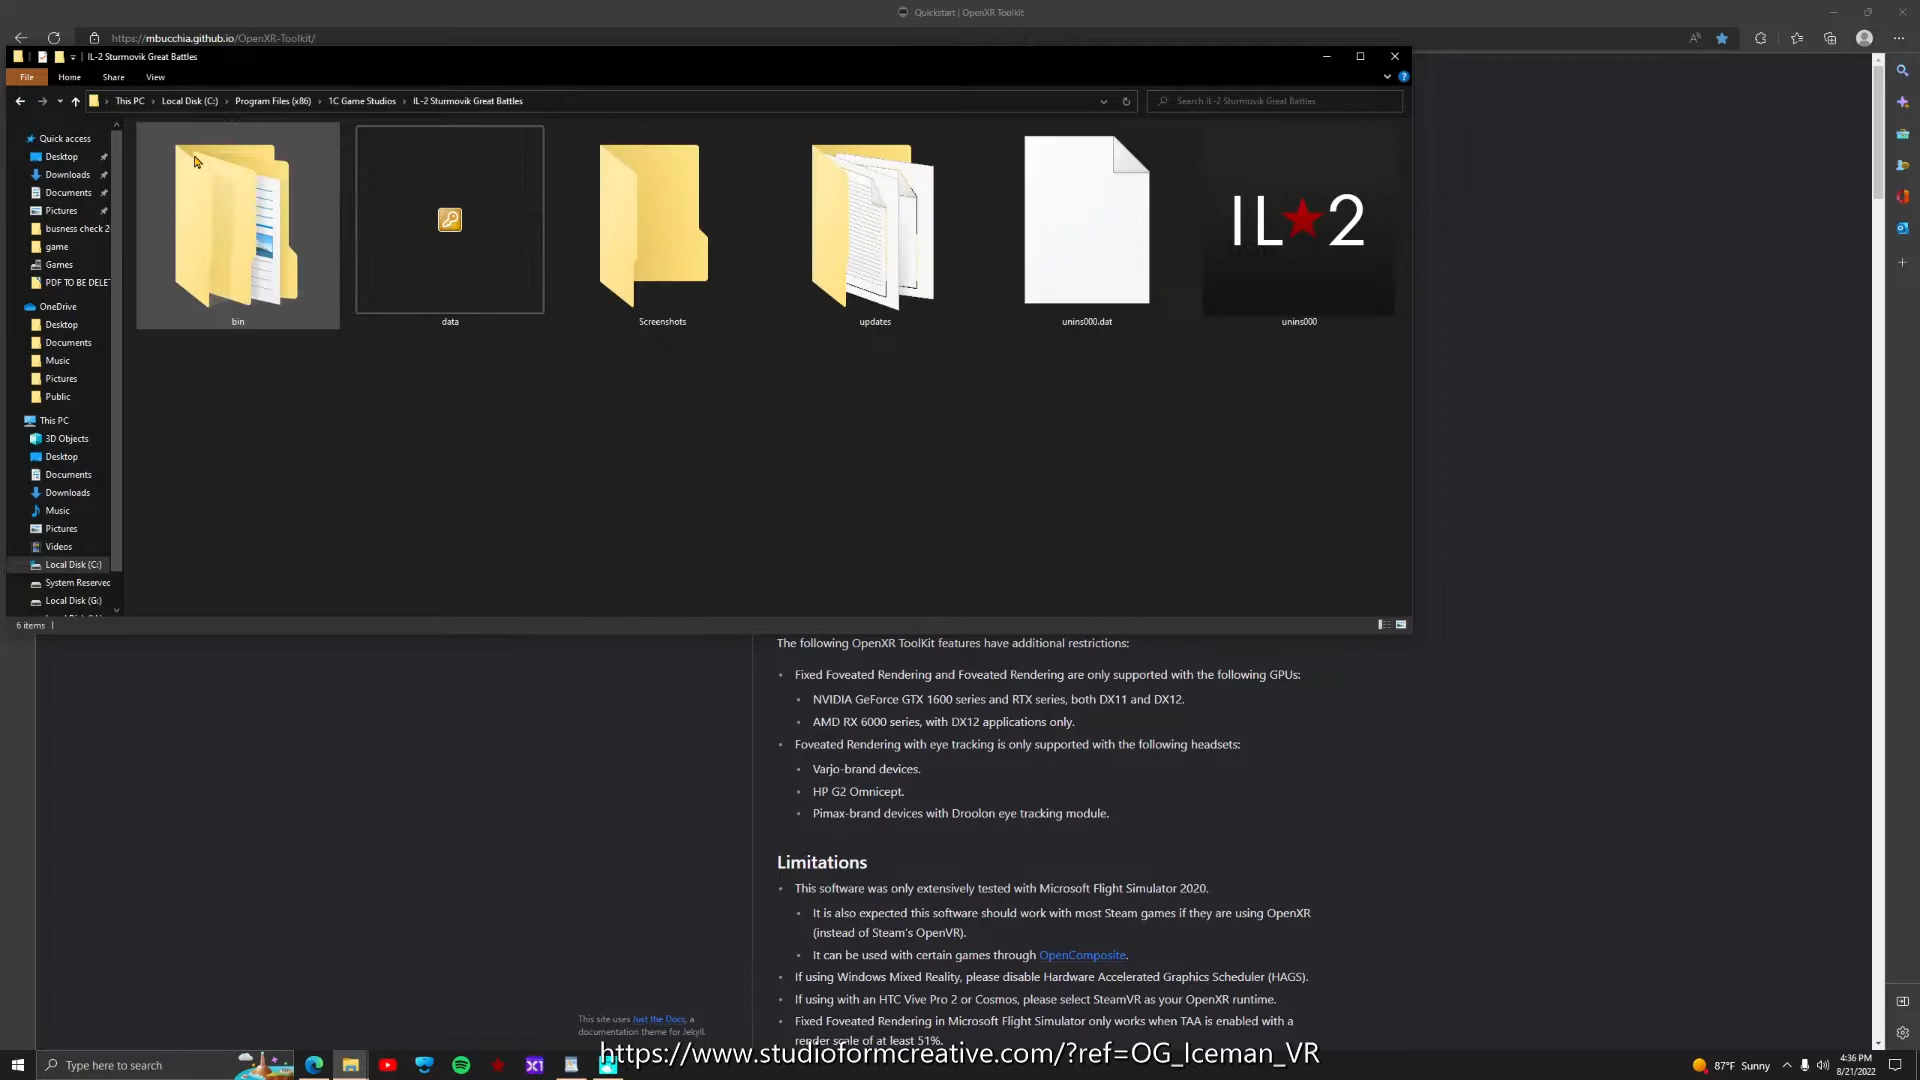 Quickstart | OpenXR Toolkit
https://mbucchia.github.io/OpenXR-Toolkit/
IL-2 Sturmovik Great Battles
File Home Share View
This PC > Local Disk (C:) > Program Files (x86) > 1C Game Studios > IL-2 Sturmovik Great Battles
Search IL-2 Sturmovik Great Battles
Quick access
Desktop
Downloads
Documents
Pictures
busness check 2
game
Games
PDF TO BE DELET
OneDrive
Desktop
Documents
Music
Pictures
Public
This PC
3D Objects
Desktop
Documents
Downloads
Music
Pictures
Videos
Local Disk (C:)
System Reserved
Local Disk (G:)
IL★2
bin
data
Screenshots
updates
unins000.dat
unins000
6 items
The following OpenXR ToolKit features have additional restrictions:
Fixed Foveated Rendering and Foveated Rendering are only supported with the following GPUs:
NVIDIA GeForce GTX 1600 series and RTX series, both DX11 and DX12.
AMD RX 6000 series, with DX12 applications only.
Foveated Rendering with eye tracking is only supported with the following headsets:
Varjo-brand devices.
HP G2 Omnicept.
Pimax-brand devices with Droolon eye tracking module.
Limitations
This software was only extensively tested with Microsoft Flight Simulator 2020.
It is also expected this software should work with most Steam games if they are using OpenXR
(instead of Steam's OpenVR).
It can be used with certain games through OpenComposite.
If using Windows Mixed Reality, please disable Hardware Accelerated Graphics Scheduler (HAGS).
If using with an HTC Vive Pro 2 or Cosmos, please select SteamVR as your OpenXR runtime.
Fixed Foveated Rendering in Microsoft Flight Simulator only works when TAA is enabled with a
render scale of at least 51%.
This site uses Just the Docs, a
documentation theme for Jekyll.
https://www.studioformcreative.com/?ref=OG_Iceman_VR
Type here to search
X1
87°F Sunny
4:36 PM
8/21/2022